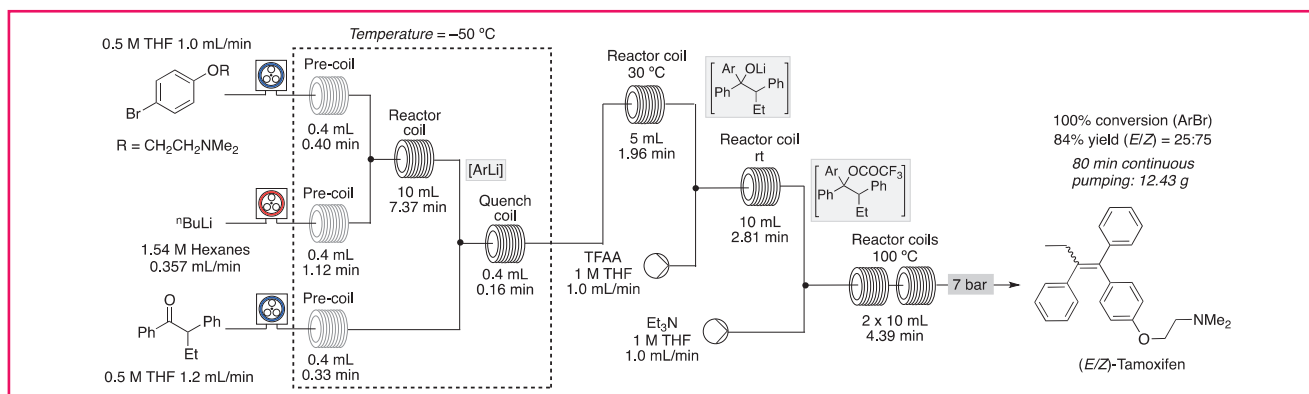 Temperature = −50 °C
0.5 M THF 1.0 mL/min
OR
Br
R = CH₂CH₂NMe₂
Pre-coil
0.4 mL
0.40 min
ⁿBuLi
1.54 M Hexanes
0.357 mL/min
Pre-coil
0.4 mL
1.12 min
O
Ph
Ph
Et
0.5 M THF 1.2 mL/min
Pre-coil
0.4 mL
0.33 min
Reactor
coil
10 mL
7.37 min
[ArLi]
Quench
coil
0.4 mL
0.16 min
Reactor coil
30 ºC
5 mL
1.96 min
Ar
OLi
Ph
Ph
Et
TFAA
1 M THF
1.0 mL/min
Reactor coil
rt
10 mL
2.81 min
Ar
OCOCF₃
Ph
Ph
Et
Et₃N
1 M THF
1.0 mL/min
Reactor coils
100 ºC
2 x 10 mL
4.39 min
7 bar
100% conversion (ArBr)
84% yield (E/Z) = 25:75
80 min continuous
pumping: 12.43 g
O
NMe₂
(E/Z)-Tamoxifen